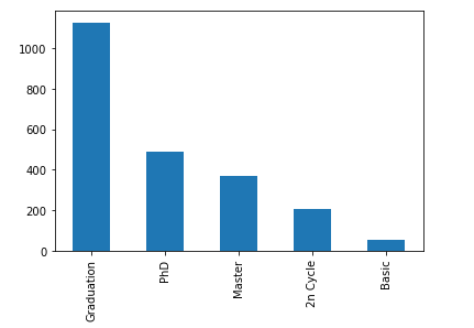 1000
800
600
400
200
0
Graduation
PhD
Master
2n Cycle
Basic